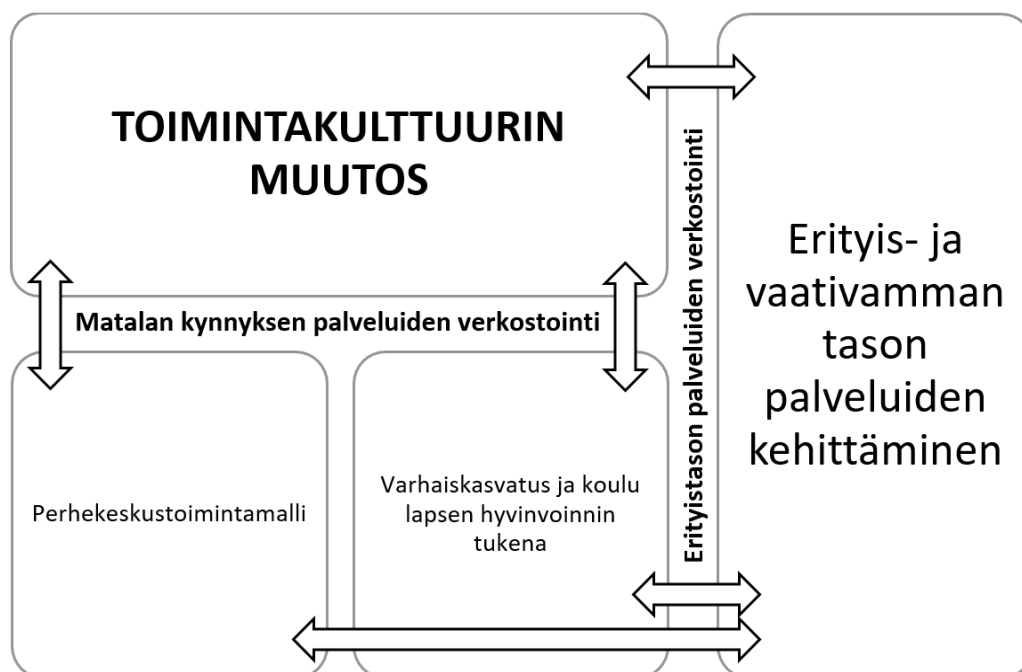 TOIMINTAKULTTUURIN
MUUTOS
Matalan kynnyksen palveluiden verkostointi
Perhekeskustoimintamalli
Varhaiskasvatus ja koulu
lapsen hyvinvoinnin
tukena
Erityistason palveluiden verkostointi
Erityis- ja
vaativamman
tason
palveluiden
kehittäminen